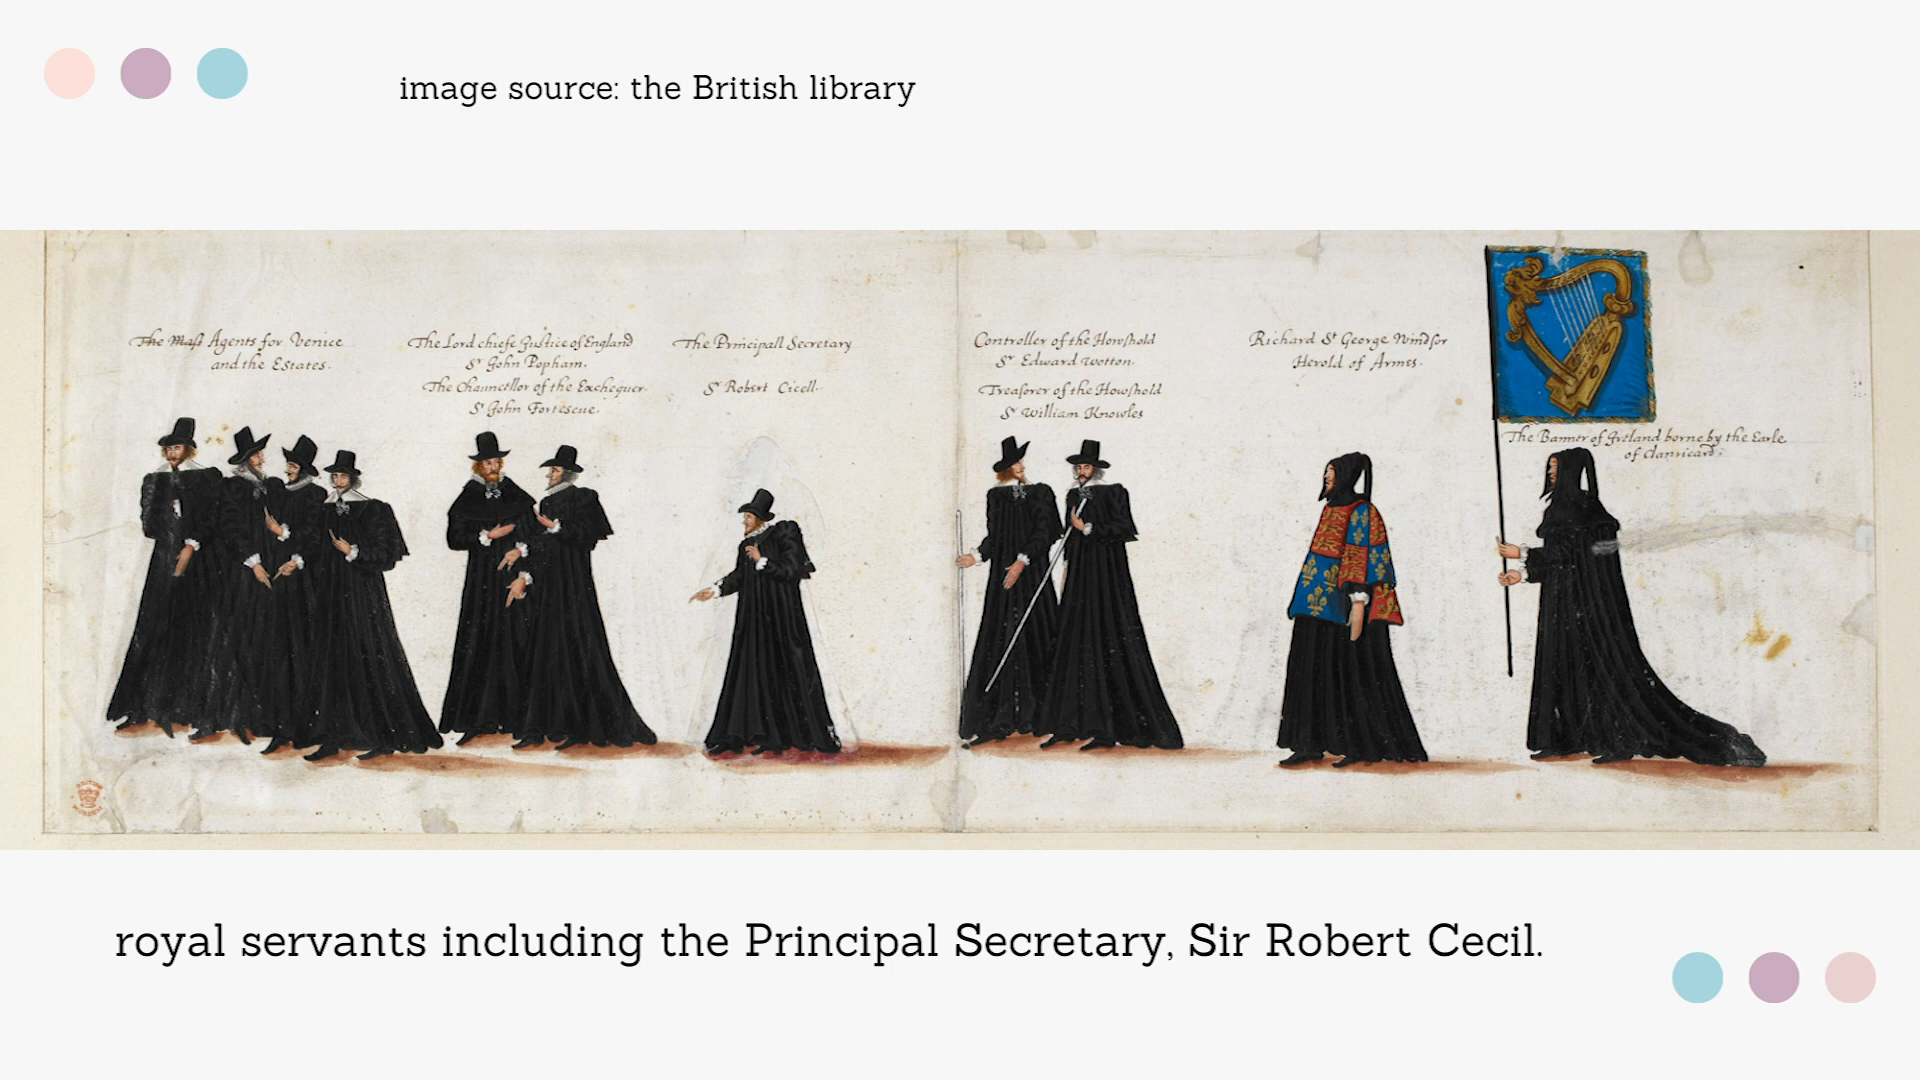 image source: the British library
The Mast Agents for Venice
and the Estates.
The Lord chiefe Justice of England
Sr John Popham.
The Chauncellor of the Exchequer.
Sr John Fortescue.
The Principall Secretary
Sr Robert Cicell.
Controller of the Howshold
Sr Edward Wotton.
Treasorer of the Howshold
Sr William Knowles
Richard St George Windsor
Herold of Armes.
The Banner of Ireland borne by the Earle
of Clanricard.
royal servants including the Principal Secretary, Sir Robert Cecil.